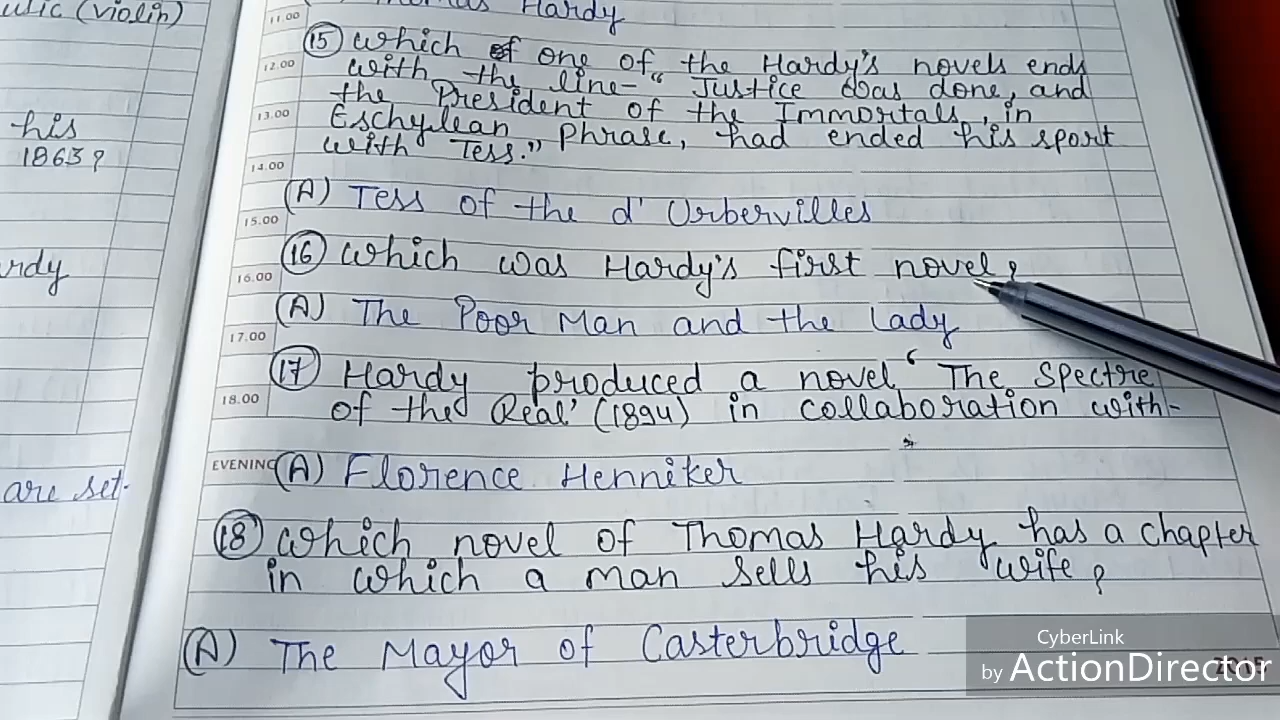 usic (violin)
his
1863?
rdy
are set.
Thomas Hardy
11.00
15 Which of one of the Hardy's novels ends
12.00
with the line- "Justice was done, and
the President of the Immortals, in
13.00
Eschylean Phrase, had ended his sport
with Tess."
14.00
(A) Tess of the d'Urbervilles
15.00
16 Which was Hardy's first novel?
16.00
(A) The Poor Man and the Lady
17.00
17 Hardy produced a novel 'The Spectre
18.00
of the Real' (1894) in collaboration with-
EVENING
(A) Florence Henniker
18 Which novel of Thomas Hardy has a chapter
in which a man sells his wife?
(A) The Mayor of Casterbridge
CyberLink
by ActionDirector
2015